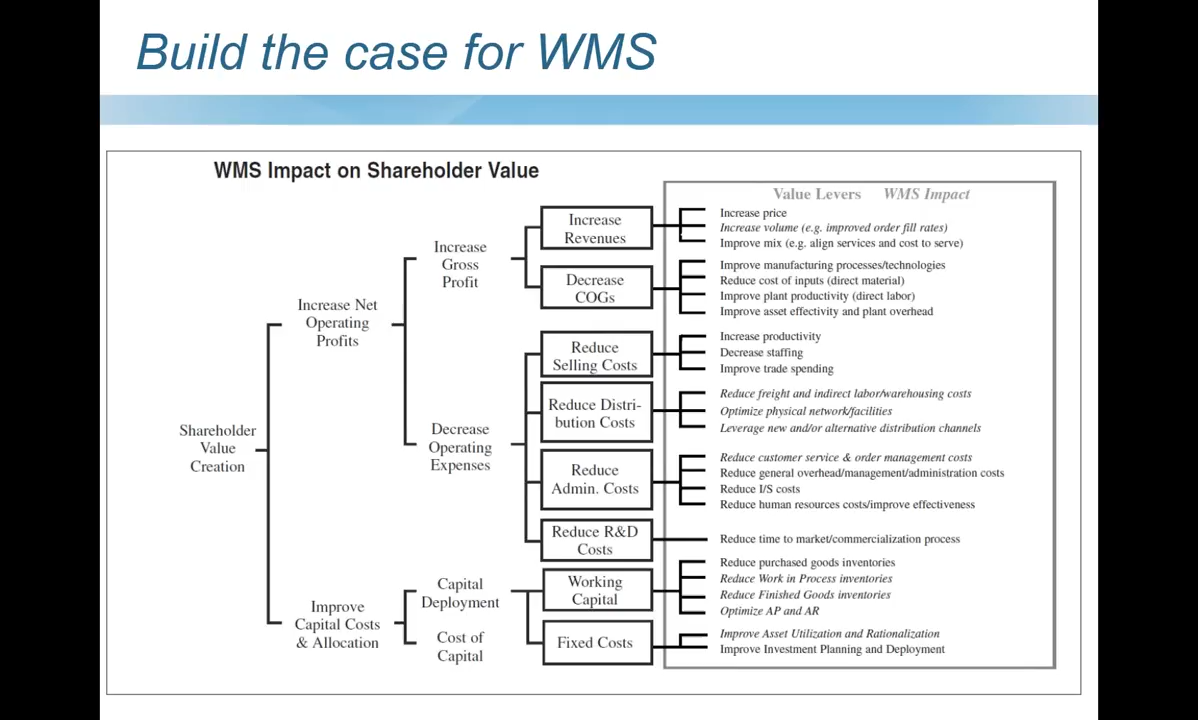 Build the case for WMS
WMS Impact on Shareholder Value
Value Levers WMS Impact
Shareholder
Value
Creation
Increase Net
Operating
Profits
Increase
Gross
Profit
Increase
Revenues
Increase price
Increase volume (e.g. improved order fill rates)
Improve mix (e.g. align services and cost to serve)
Decrease
COGs
Improve manufacturing processes/technologies
Reduce cost of inputs (direct material)
Improve plant productivity (direct labor)
Improve asset effectivity and plant overhead
Decrease
Operating
Expenses
Reduce
Selling Costs
Increase productivity
Decrease staffing
Improve trade spending
Reduce Distri-
bution Costs
Reduce freight and indirect labor/warehousing costs
Optimize physical network/facilities
Leverage new and/or alternative distribution channels
Reduce
Admin. Costs
Reduce customer service & order management costs
Reduce general overhead/management/administration costs
Reduce I/S costs
Reduce human resources costs/improve effectiveness
Reduce R&D
Costs
Reduce time to market/commercialization process
Improve
Capital Costs
& Allocation
Capital
Deployment
Cost of
Capital
Working
Capital
Reduce purchased goods inventories
Reduce Work in Process inventories
Reduce Finished Goods inventories
Optimize AP and AR
Fixed Costs
Improve Asset Utilization and Rationalization
Improve Investment Planning and Deployment